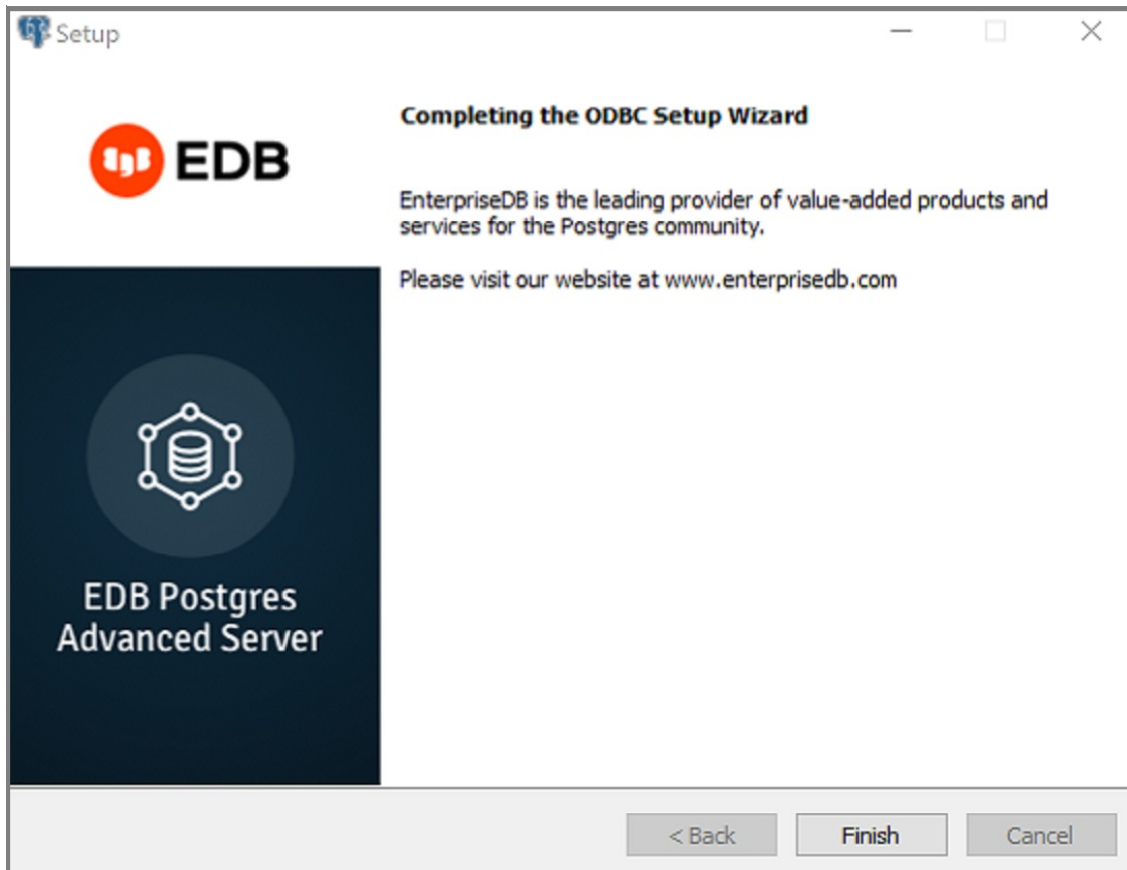 Setup
EDB
Completing the ODBC Setup Wizard
EnterpriseDB is the leading provider of value-added products and
services for the Postgres community.
Please visit our website at www.enterprisedb.com
EDB Postgres
Advanced Server
< Back
Finish
Cancel